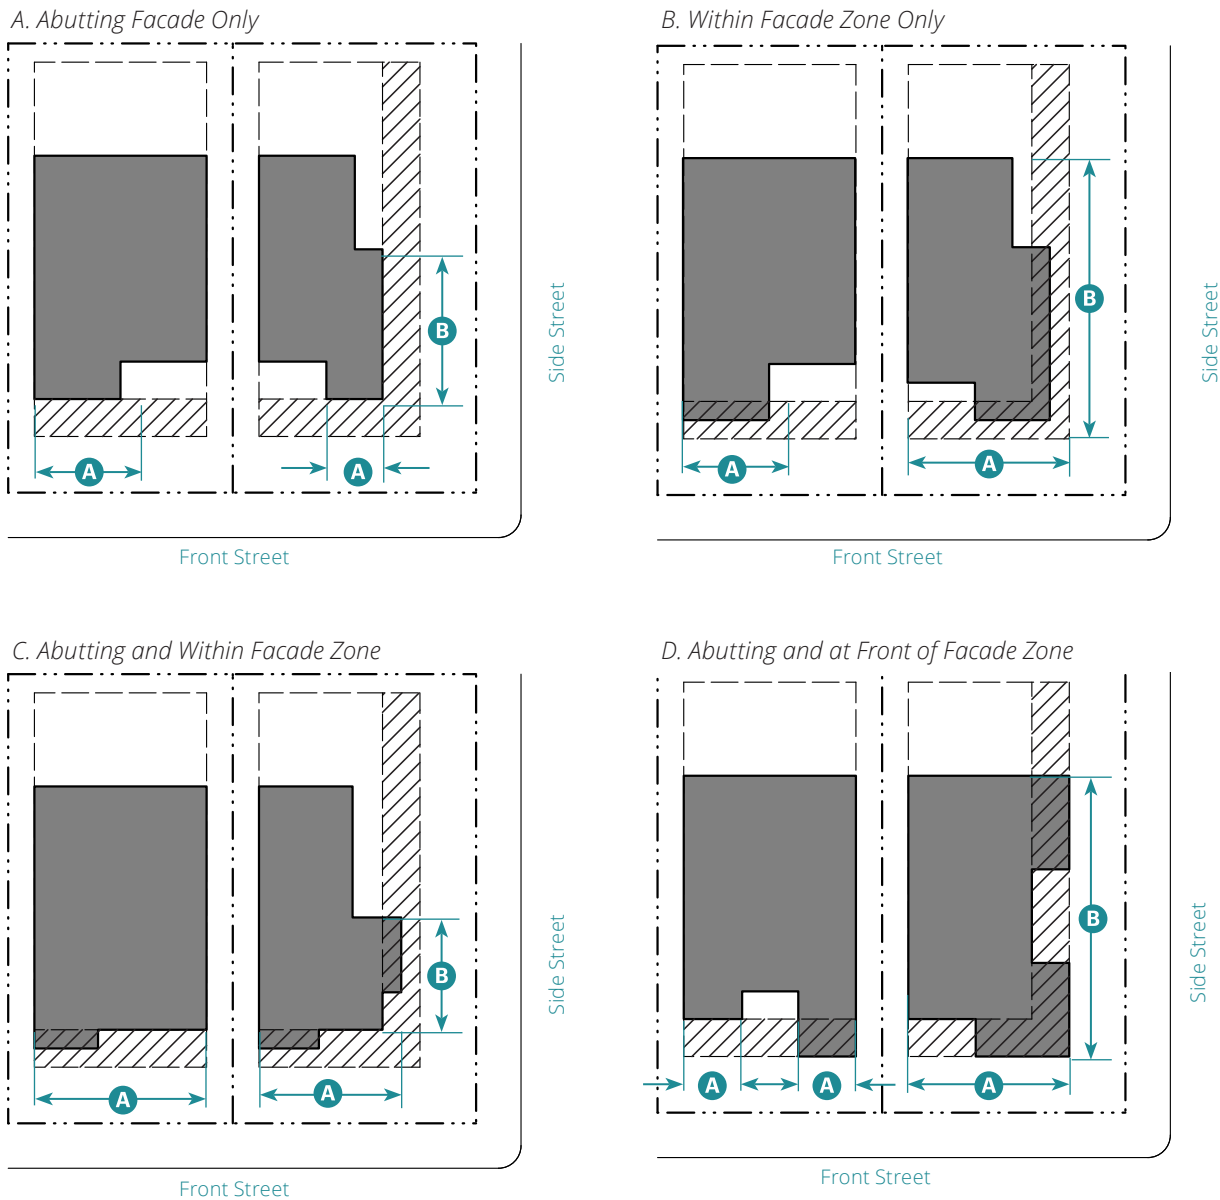 A. Abutting Facade Only
B. Within Facade Zone Only
B
Side Street
A
A
Front Street
B
Side Street
A
A
Front Street
C. Abutting and Within Facade Zone
D. Abutting and at Front of Facade Zone
B
Side Street
A
A
Front Street
B
Side Street
A
A
A
Front Street